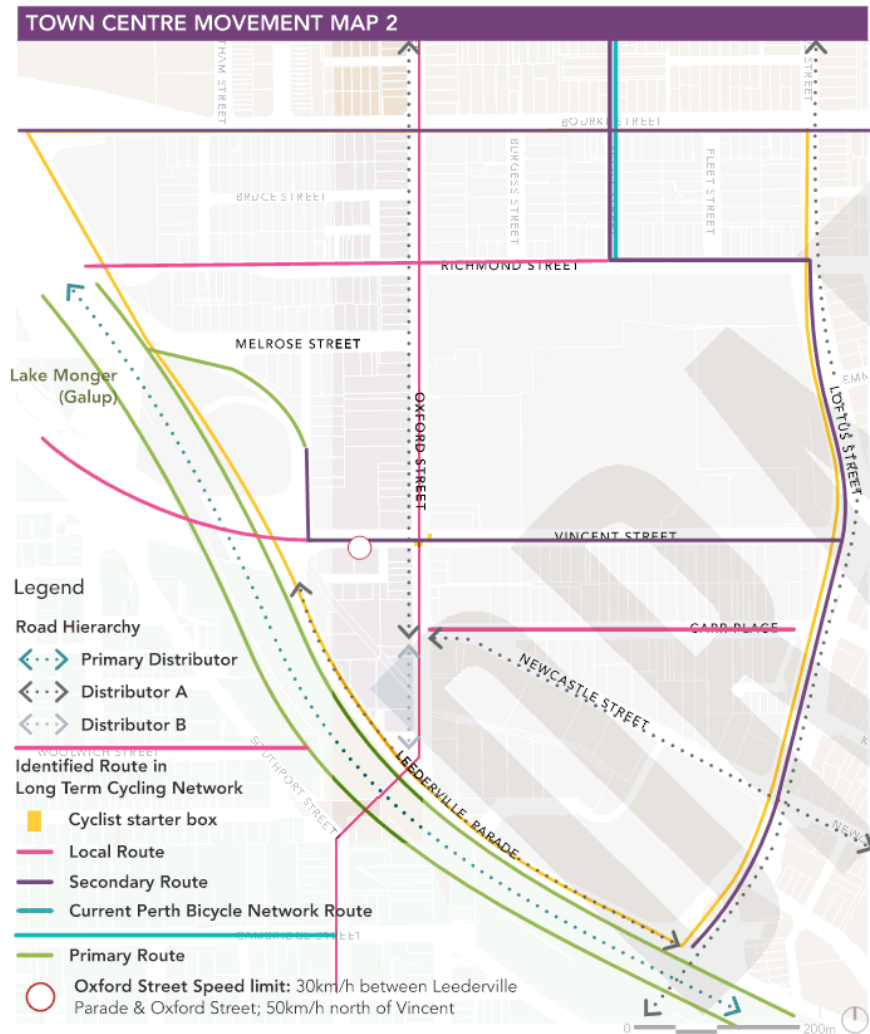 TOWN CENTRE MOVEMENT MAP 2
BOURKE STREET
BURGESS STREET
FLEET STREET
BRUCE STREET
RICHMOND STREET
MELROSE STREET
Lake Monger
(Galup)
OXFORD STREET
LOFTUS STREET
VINCENT STREET
CARR PLACE
NEWCASTLE STREET
LEEDERVILLE PARADE
SOUTHPORT STREET
Legend
Road Hierarchy
Primary Distributor
Distributor A
Distributor B
WOOLWICH STREET
Identified Route in
Long Term Cycling Network
Cyclist starter box
Local Route
Secondary Route
Current Perth Bicycle Network Route
CAMBRIDGE STREET
Primary Route
Oxford Street Speed limit: 30km/h between Leederville
Parade & Oxford Street; 50km/h north of Vincent
0 200m